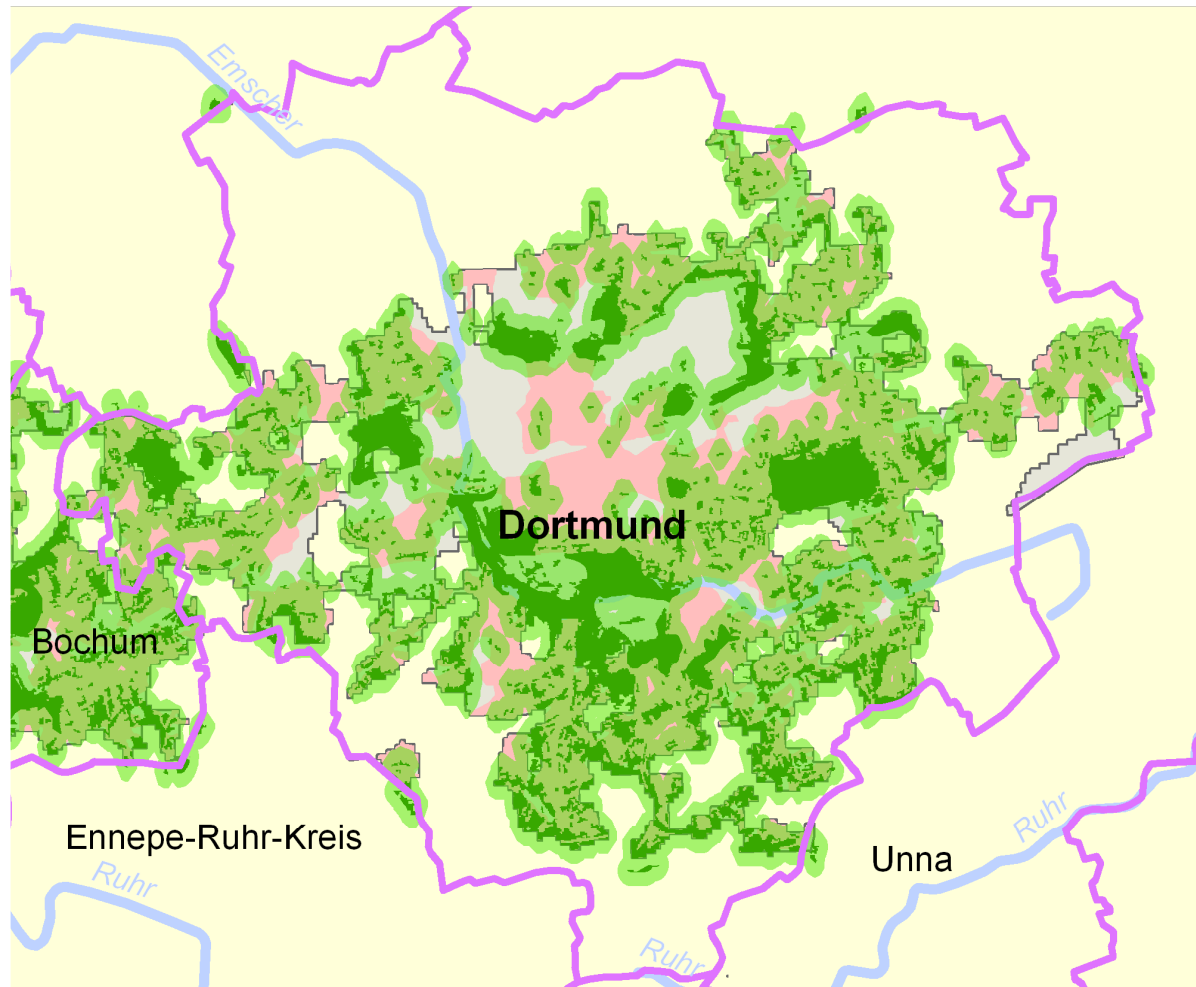 Emscher
Dortmund
Bochum
Ennepe-Ruhr-Kreis
Unna
Ruhr
Ruhr
Ruhr